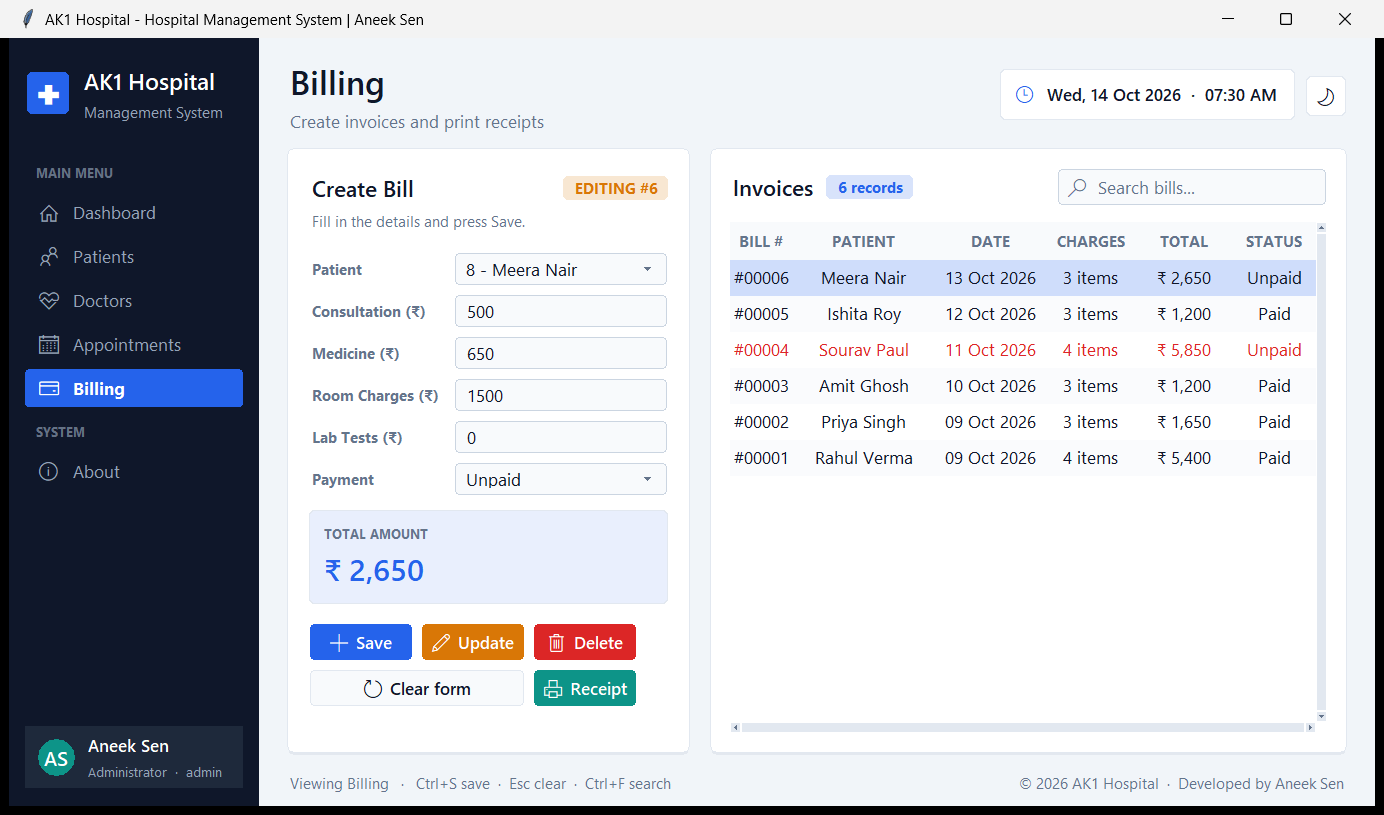 AK1 Hospital - Hospital Management System | Aneek Sen
AK1 Hospital
Management System
MAIN MENU
Dashboard
Patients
Doctors
Appointments
Billing
SYSTEM
About
AS
Aneek Sen
Administrator · admin
Billing
Create invoices and print receipts
Wed, 14 Oct 2026 · 07:30 AM
Create Bill
EDITING #6
Fill in the details and press Save.
Patient 8 - Meera Nair
Consultation (₹) 500
Medicine (₹) 650
Room Charges (₹) 1500
Lab Tests (₹) 0
Payment Unpaid
TOTAL AMOUNT
₹ 2,650
Save Update Delete
Clear form Receipt
Invoices 6 records Search bills...
BILL # PATIENT DATE CHARGES TOTAL STATUS
#00006 Meera Nair 13 Oct 2026 3 items ₹ 2,650 Unpaid
#00005 Ishita Roy 12 Oct 2026 3 items ₹ 1,200 Paid
#00004 Sourav Paul 11 Oct 2026 4 items ₹ 5,850 Unpaid
#00003 Amit Ghosh 10 Oct 2026 3 items ₹ 1,200 Paid
#00002 Priya Singh 09 Oct 2026 3 items ₹ 1,650 Paid
#00001 Rahul Verma 09 Oct 2026 4 items ₹ 5,400 Paid
Viewing Billing · Ctrl+S save · Esc clear · Ctrl+F search
© 2026 AK1 Hospital · Developed by Aneek Sen